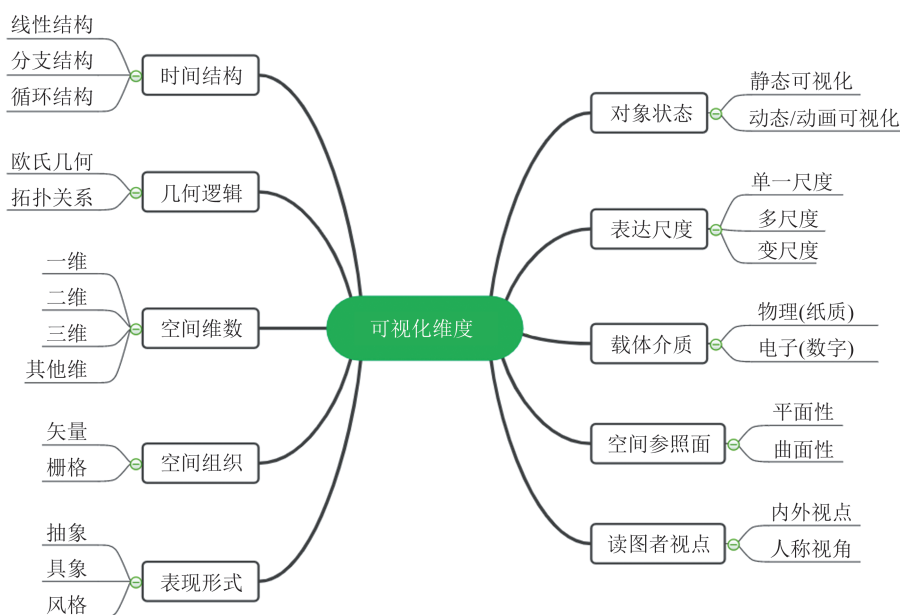 可视化维度
时间结构
线性结构
分支结构
循环结构
几何逻辑
欧氏几何
拓扑关系
空间维数
一维
二维
三维
其他维
空间组织
矢量
栅格
表现形式
抽象
具象
风格
对象状态
静态可视化
动态/动画可视化
表达尺度
单一尺度
多尺度
变尺度
载体介质
物理(纸质)
电子(数字)
空间参照面
平面性
曲面性
读图者视点
内外视点
人称视角